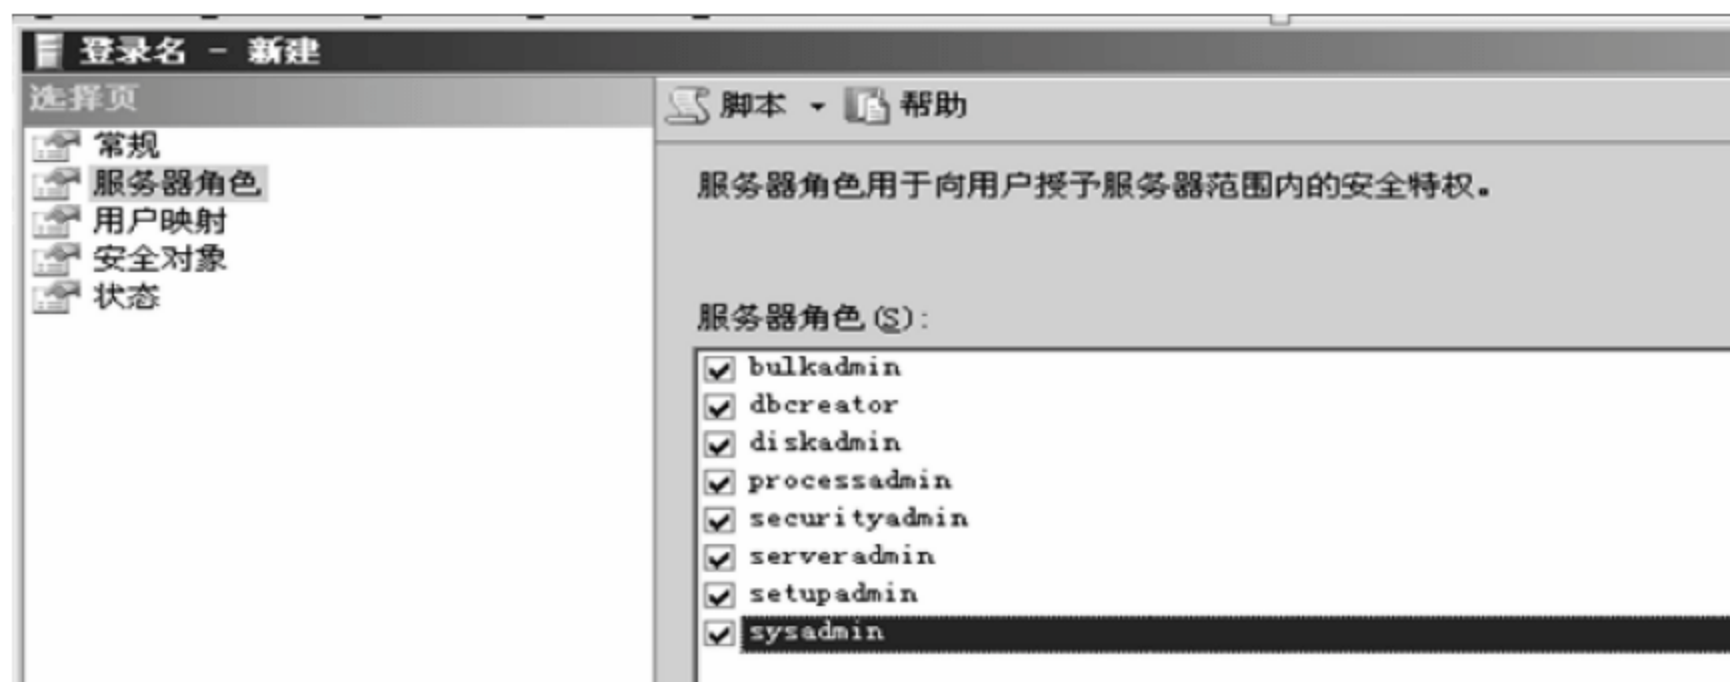 登录名 - 新建
选择页
常规
服务器角色
用户映射
安全对象
状态
脚本 帮助
服务器角色用于向用户授予服务器范围内的安全特权。
服务器角色(S):
bulkadmin
dbcreator
diskadmin
processadmin
securityadmin
serveradmin
setupadmin
sysadmin